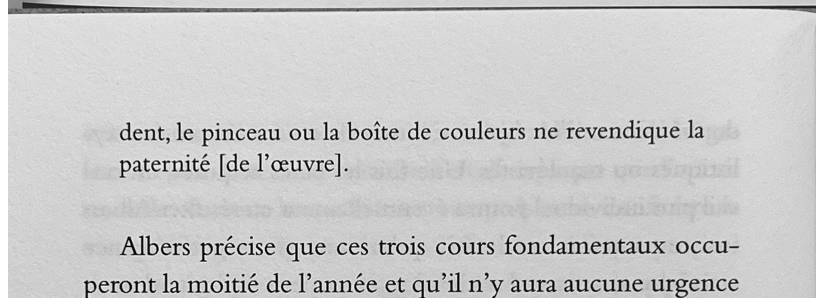 dent, le pinceau ou la boîte de couleurs ne revendique la
paternité [de l'œuvre].
Albers précise que ces trois cours fondamentaux occu-
peront la moitié de l'année et qu'il n'y aura aucune urgence